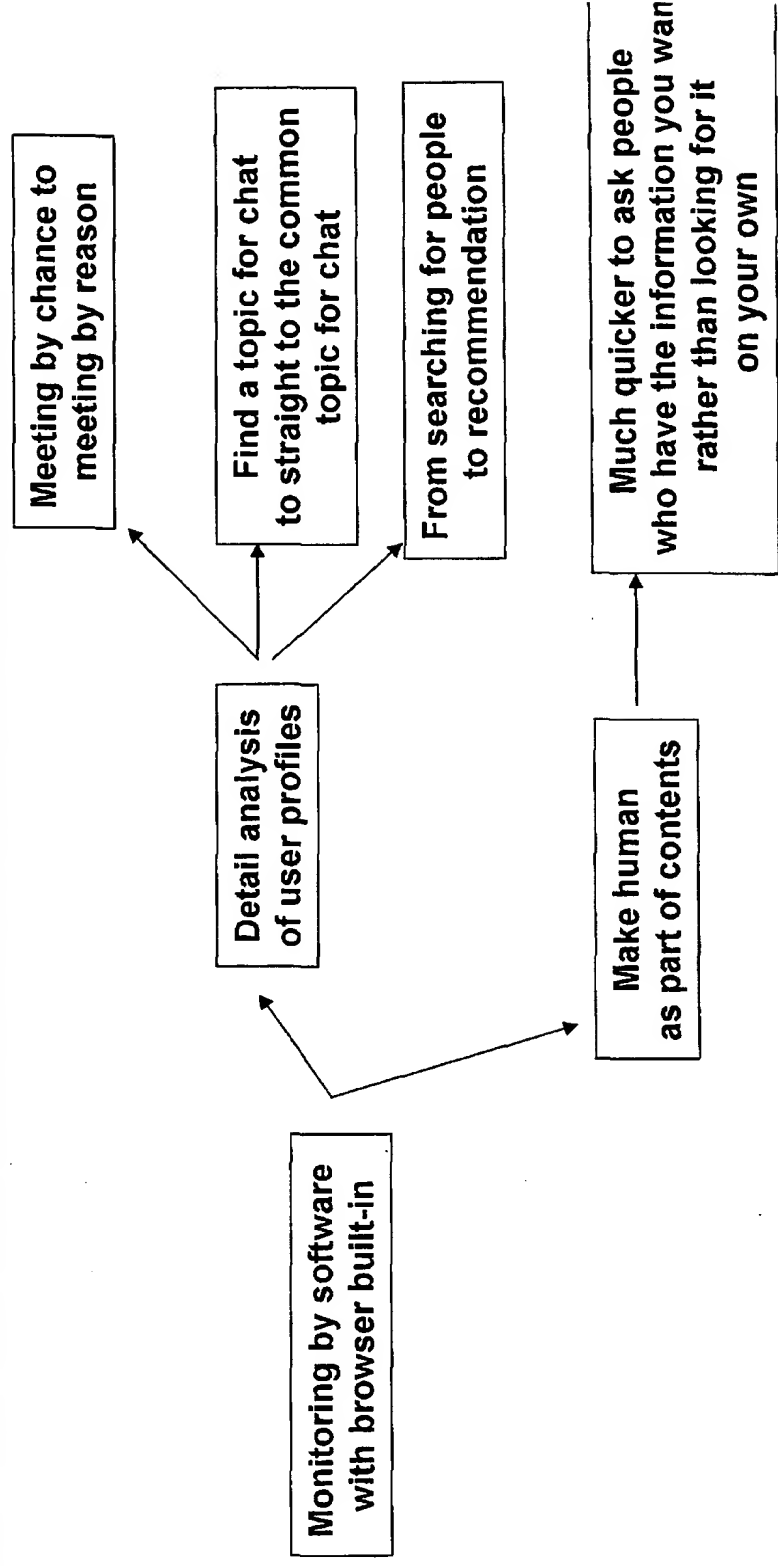 Monitoring by software
with browser built-in
Detail analysis
of user profiles
Make human
as part of contents
Meeting by chance to
meeting by reason
Find a topic for chat
to straight to the common
topic for chat
From searching for people
to recommendation
Much quicker to ask people
who have the information you wan
rather than looking for it
on your own